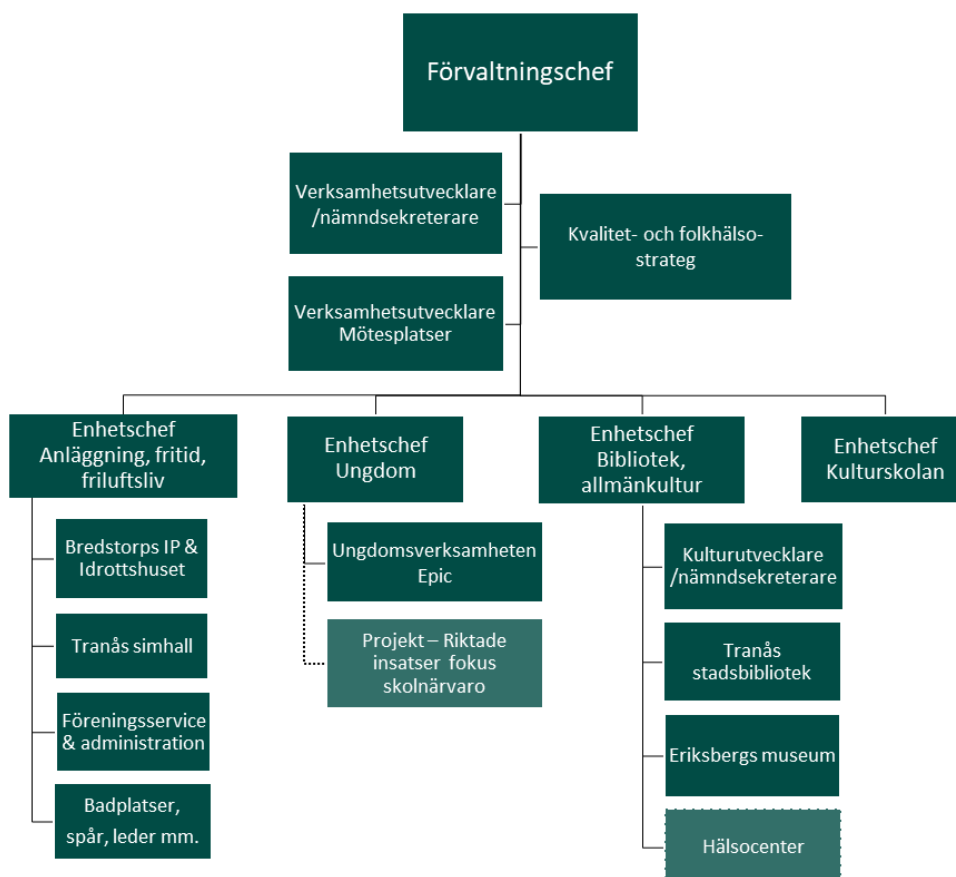 Förvaltningschef
Verksamhetsutvecklare
/nämndsekreterare
Kvalitet- och folkhälso-
strateg
Verksamhetsutvecklare
Mötesplatser
Enhetschef
Anläggning, fritid,
friluftsliv
Enhetschef
Ungdom
Enhetschef
Bibliotek,
allmänkultur
Enhetschef
Kulturskolan
Bredstorps IP &
Idrottshuset
Tranås simhall
Föreningsservice
& administration
Badplatser,
spår, leder mm.
Ungdomsverksamheten
Epic
Projekt – Riktade
insatser fokus
skolnärvaro
Kulturutvecklare
/nämndsekreterare
Tranås
stadsbibliotek
Eriksbergs museum
Hälsocenter